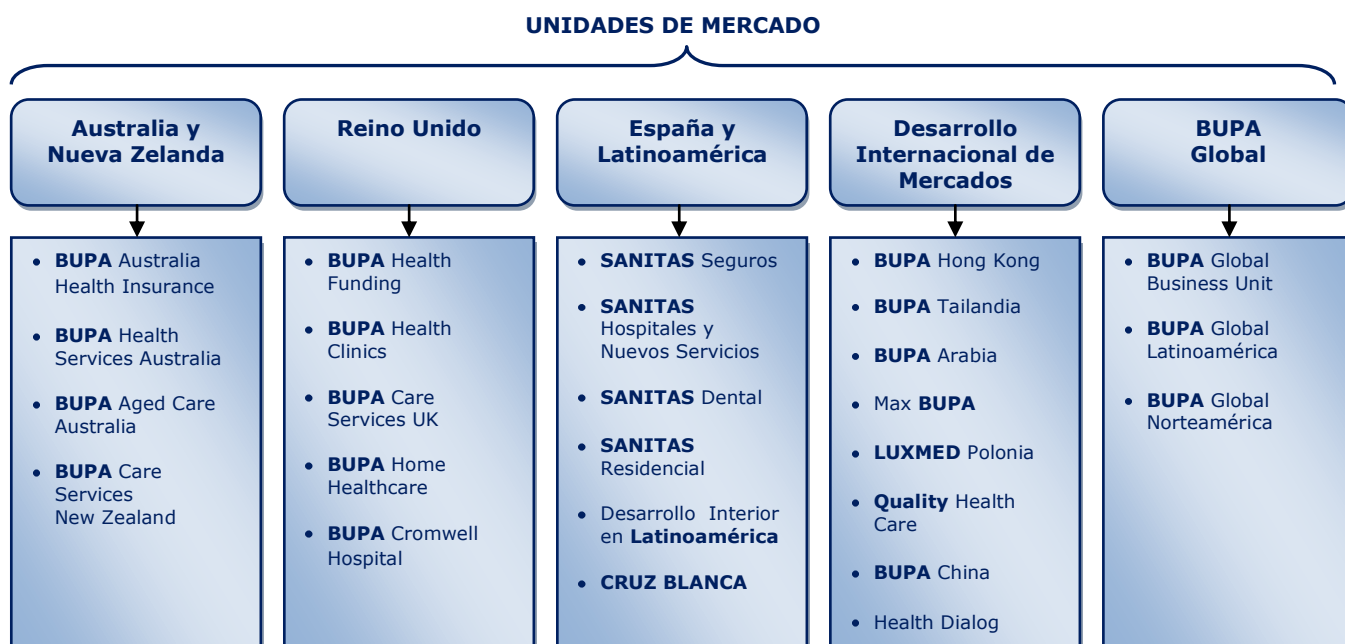 UNIDADES DE MERCADO
Australia y
Nueva Zelanda
Reino Unido
España y
Latinoamérica
Desarrollo
Internacional de
Mercados
BUPA
Global
• BUPA Australia
Health Insurance
• BUPA Health
Services Australia
• BUPA Aged Care
Australia
• BUPA Care
Services
New Zealand
• BUPA Health
Funding
• BUPA Health
Clinics
• BUPA Care
Services UK
• BUPA Home
Healthcare
• BUPA Cromwell
Hospital
• SANITAS Seguros
• SANITAS
Hospitales y
Nuevos Servicios
• SANITAS Dental
• SANITAS
Residencial
• Desarrollo Interior
en Latinoamérica
• CRUZ BLANCA
• BUPA Hong Kong
• BUPA Tailandia
• BUPA Arabia
• Max BUPA
• LUXMED Polonia
• Quality Health
Care
• BUPA China
• Health Dialog
• BUPA Global
Business Unit
• BUPA Global
Latinoamérica
• BUPA Global
Norteamérica